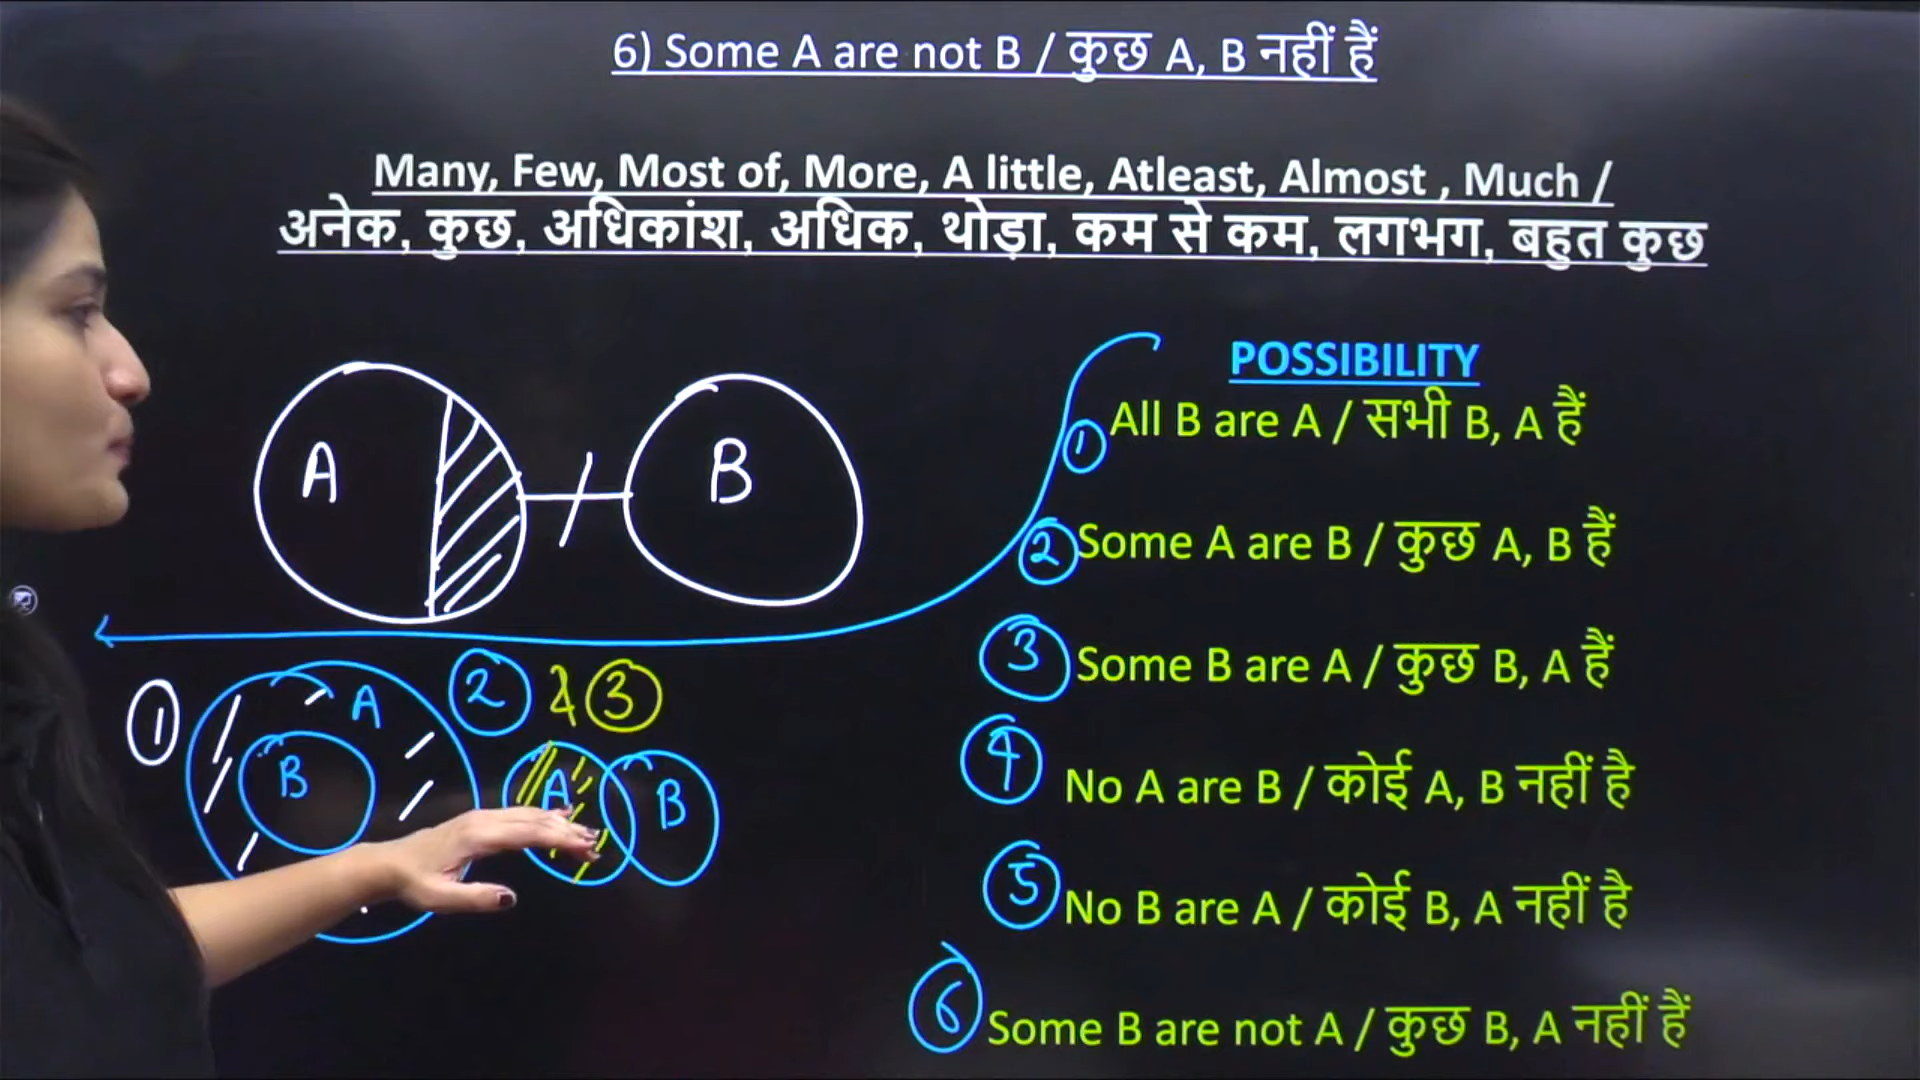 6) Some A are not B / कुछ A, B नहीं हैं
Many, Few, Most of, More, A little, Atleast, Almost , Much /
अनेक, कुछ, अधिकांश, अधिक, थोड़ा, कम से कम, लगभग, बहुत कुछ
A B
POSSIBILITY
1 All B are A / सभी B, A हैं
2 Some A are B / कुछ A, B हैं
3 Some B are A / कुछ B, A हैं
4 No A are B / कोई A, B नहीं है
5 No B are A / कोई B, A नहीं है
6 Some B are not A / कुछ B, A नहीं हैं
1 A B
2 & 3
A B